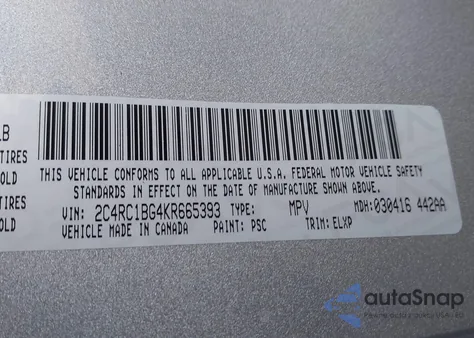 LB
TIRES
OLD
TIRES
OLD
THIS VEHICLE CONFORMS TO ALL APPLICABLE U.S.A. FEDERAL MOTOR VEHICLE SAFETY
STANDARDS IN EFFECT ON THE DATE OF MANUFACTURE SHOWN ABOVE.
VIN: 2C4RC1BG4KR665393 TYPE: MPV MDH:030416 442AA
VEHICLE MADE IN CANADA PAINT: PSC TRIM: ELXP
autoSnap